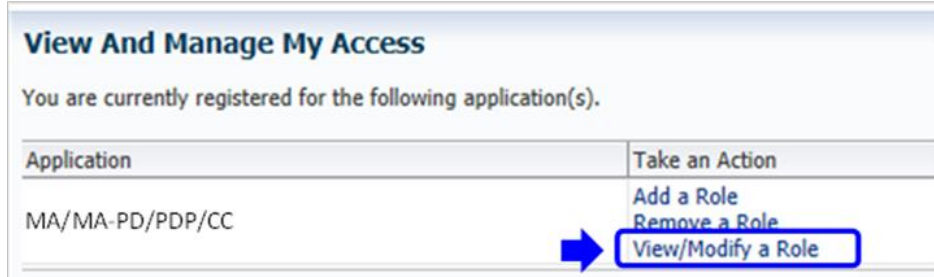 View And Manage My Access
You are currently registered for the following application(s).
Application Take an Action
Add a Role
MA/MA-PD/PDP/CC Remove a Role
View/Modify a Role